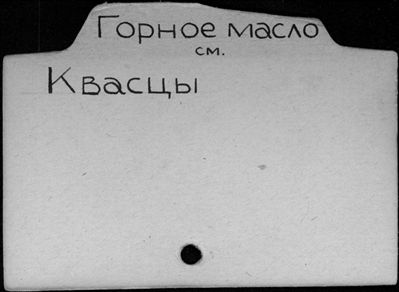 Горное масло
см.
Квасцы